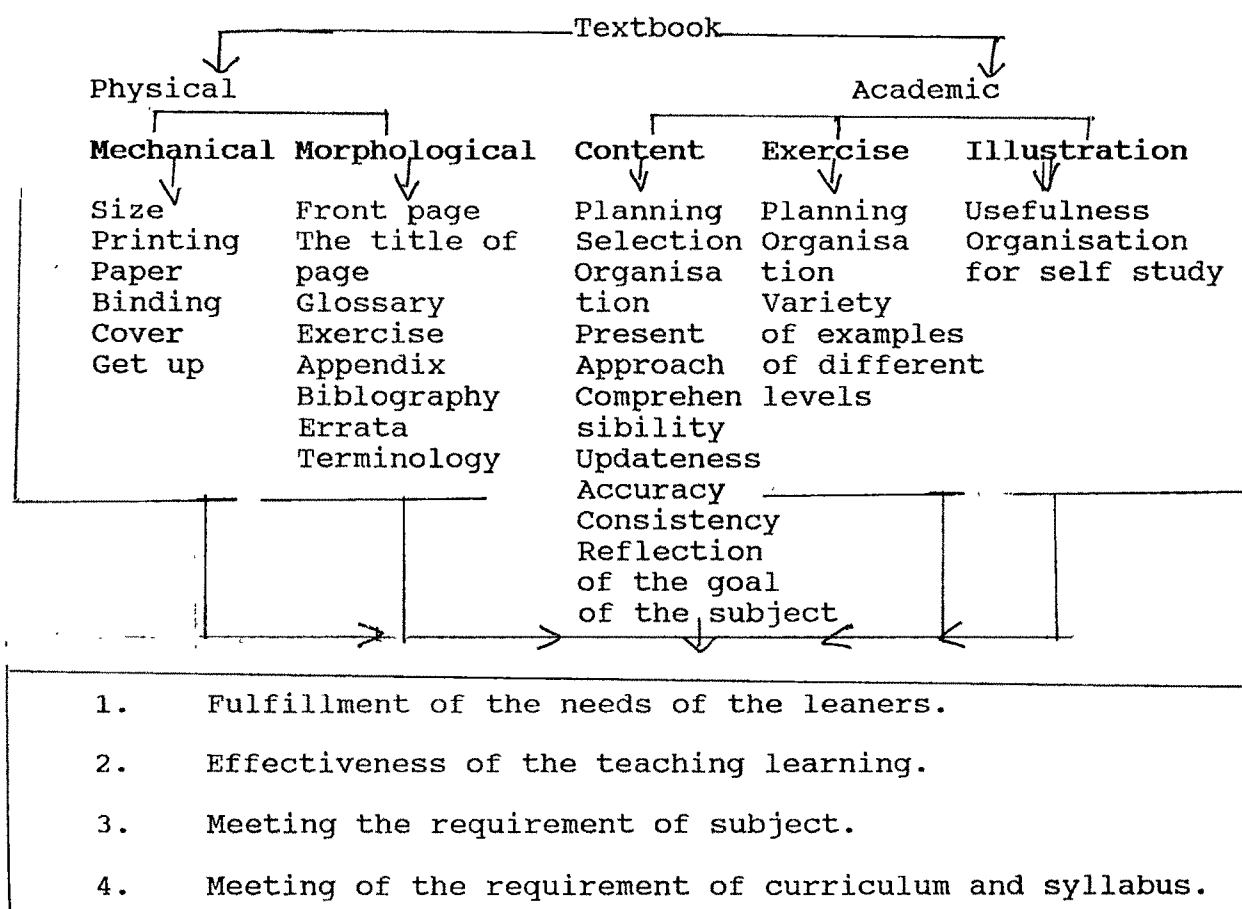 Textbook
Physical Academic
Mechanical Morphological Content Exercise Illustration
Size Front page Planning Planning Usefulness
Printing The title of Selection Organisa Organisation
Paper page Organisa tion for self study
Binding Glossary tion Variety
Cover Exercise Present of examples
Get up Appendix Approach of different
Biblography Comprehen levels
Errata sibility
Terminology Updateness
Accuracy
Consistency
Reflection
of the goal
of the subject
1. Fulfillment of the needs of the leaners.
2. Effectiveness of the teaching learning.
3. Meeting the requirement of subject.
4. Meeting of the requirement of curriculum and syllabus.